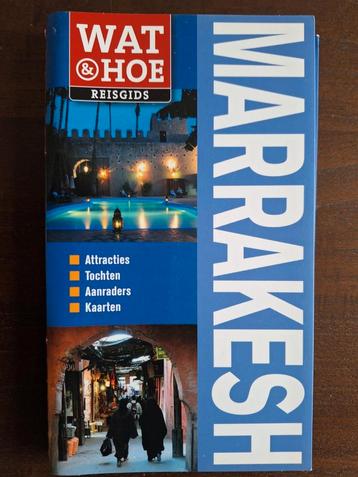 WAT
& HOE
REISGIDS
MARRAKESH
Attracties
Tochten
Aanraders
Kaarten